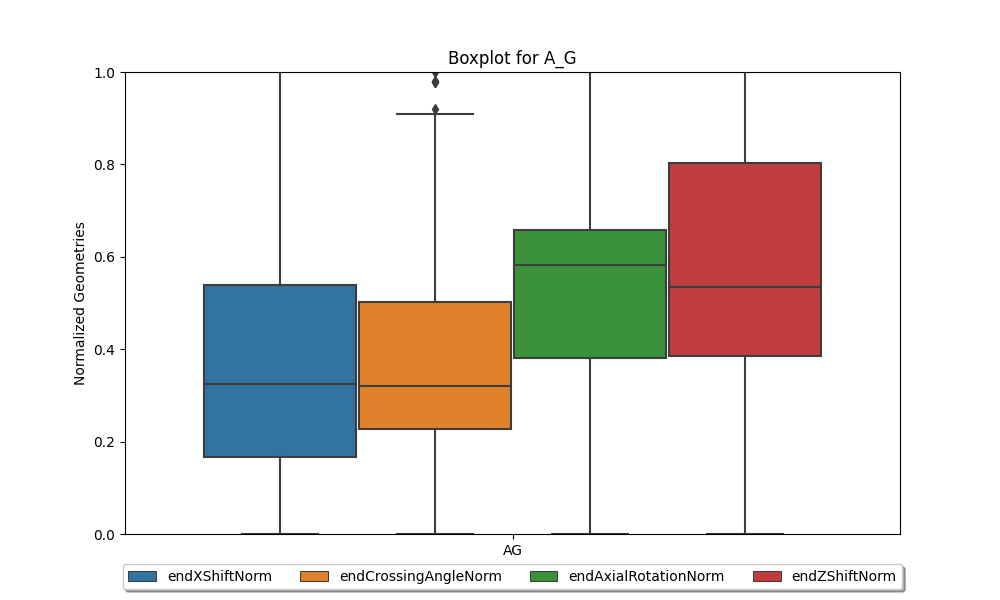 Boxplot for A_G
Normalized Geometries
1.0
0.8
0.6
0.4
0.2
0.0
AG
endXShiftNorm endCrossingAngleNorm endAxialRotationNorm endZShiftNorm